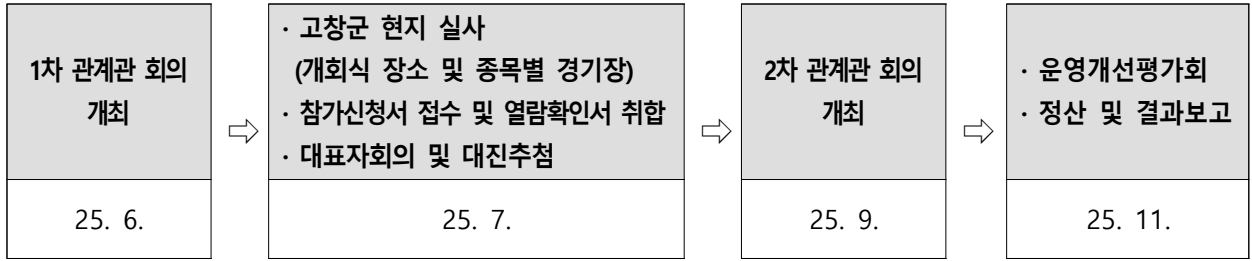 1차 관계관 회의
개최
25. 6.
⇨
· 고창군 현지 실사
(개회식 장소 및 종목별 경기장)
· 참가신청서 접수 및 열람확인서 취합
· 대표자회의 및 대진추첨
25. 7.
⇨
2차 관계관 회의
개최
25. 9.
⇨
· 운영개선평가회
· 정산 및 결과보고
25. 11.